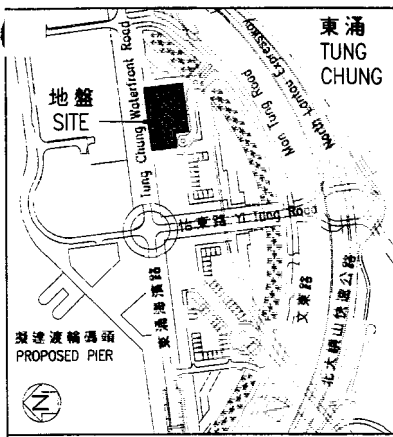 東涌
TUNG
CHUNG
地盤
SITE
Tung Chung Waterfront Road
Man Tung Road
North Lantau Expressway
怡東路 Yi Tung Road
東涌海濱路
文東路
北大嶼山快速公路
擬建渡輪碼頭
PROPOSED PIER
N